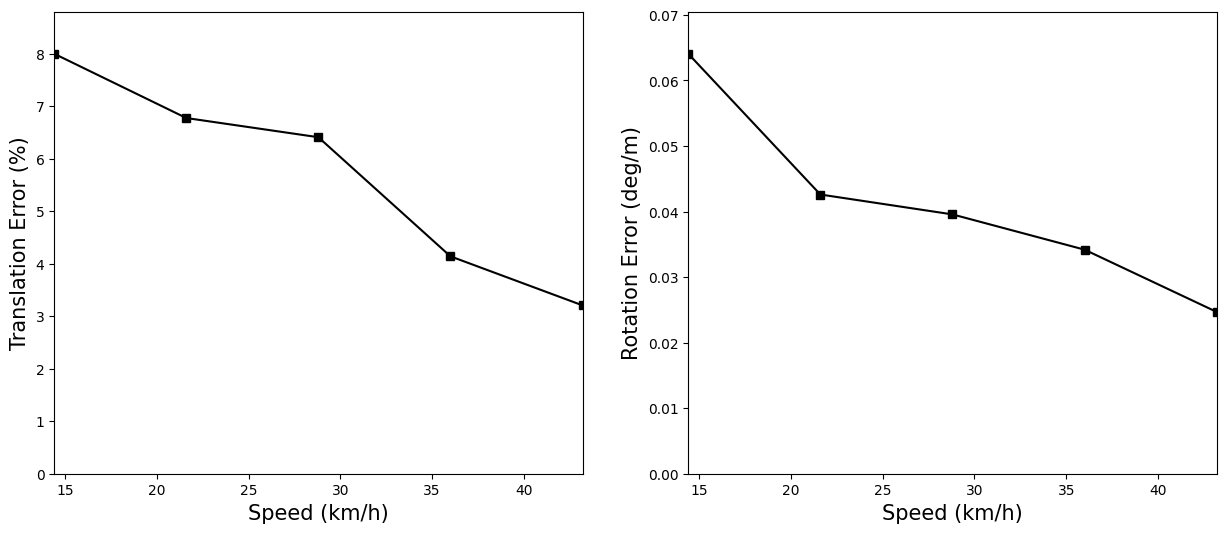 Translation Error (%)
8
7
6
5
4
3
2
1
0
15 20 25 30 35 40
Speed (km/h)
Rotation Error (deg/m)
0.07
0.06
0.05
0.04
0.03
0.02
0.01
0.00
15 20 25 30 35 40
Speed (km/h)